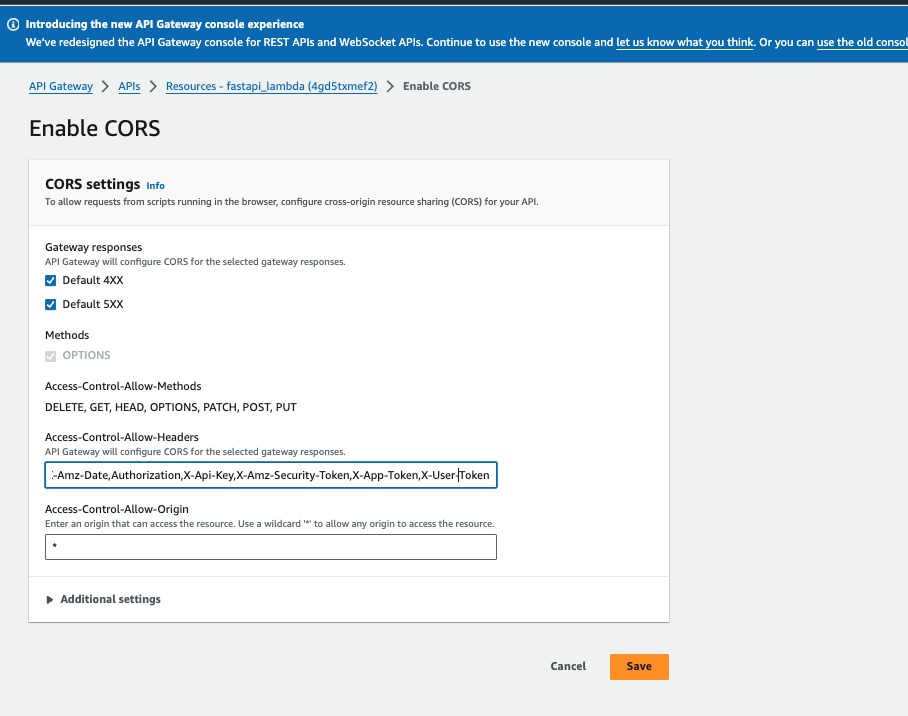 Introducing the new API Gateway console experience
We've redesigned the API Gateway console for REST APIs and WebSocket APIs. Continue to use the new console and let us know what you think. Or you can use the old consol
API Gateway > APIs > Resources - fastapi_lambda (4gd5txmef2) > Enable CORS
Enable CORS
CORS settings Info
To allow requests from scripts running in the browser, configure cross-origin resource sharing (CORS) for your API.
Gateway responses
API Gateway will configure CORS for the selected gateway responses.
Default 4XX
Default 5XX
Methods
OPTIONS
Access-Control-Allow-Methods
DELETE, GET, HEAD, OPTIONS, PATCH, POST, PUT
Access-Control-Allow-Headers
API Gateway will configure CORS for the selected gateway responses.
-Amz-Date,Authorization,X-Api-Key,X-Amz-Security-Token,X-App-Token,X-User-Token
Access-Control-Allow-Origin
Enter an origin that can access the resource. Use a wildcard '*' to allow any origin to access the resource.
*
Additional settings
Cancel
Save